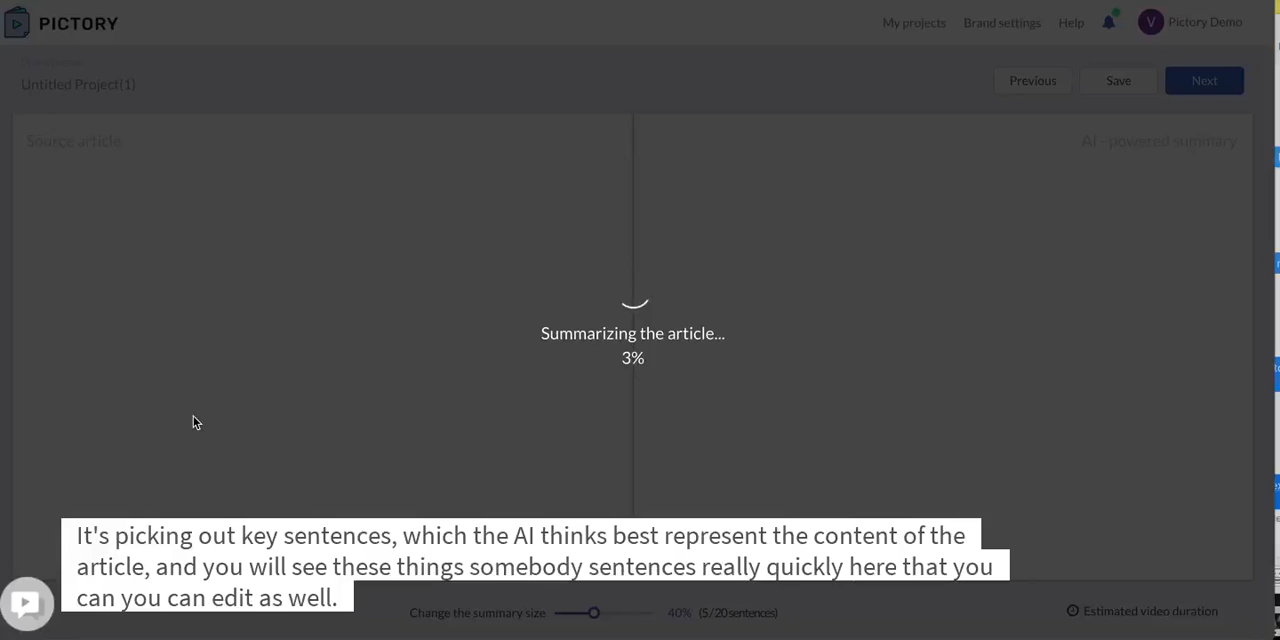 PICTORY
My projects
Brand settings
Help
V
Pictory Demo
Untitled Project(1)
Previous
Save
Next
Source article
AI - powered summary
Summarizing the article...
3%
It's picking out key sentences, which the AI thinks best represent the content of the
article, and you will see these things somebody sentences really quickly here that you
can you can edit as well.
Change the summary size
40%
(5/20 sentences)
Estimated video duration